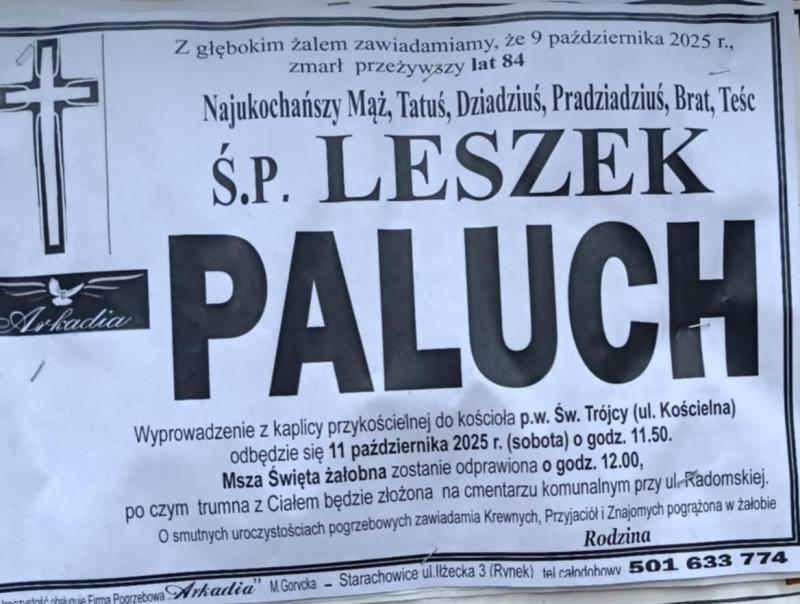 Z głębokim żalem zawiadamiamy, że 9 października 2025 r.,
zmarł przeżywszy lat 84
Najukochańszy Mąż, Tatuś, Dziadziuś, Pradziadziuś, Brat, Teśc
Ś.P. LESZEK
PALUCH
Arkadia
Wyprowadzenie z kaplicy przykościelnej do kościoła p.w. Św. Trójcy (ul. Kościelna)
odbędzie się 11 października 2025 r. (sobota) o godz. 11.50.
Msza Święta żałobna zostanie odprawiona o godz. 12.00,
po czym trumna z Ciałem będzie złożona na cmentarzu komunalnym przy ul. Radomskiej.
O smutnych uroczystościach pogrzebowych zawiadamia Krewnych, Przyjaciół i Znajomych pogrążona w żałobie
Rodzina
obsługuje Firma Pogrzebowa "Arkadia" M.Gorycka – Starachowice ul.Iłżecka 3 (Rynek) tel.całodobowy 501 633 774